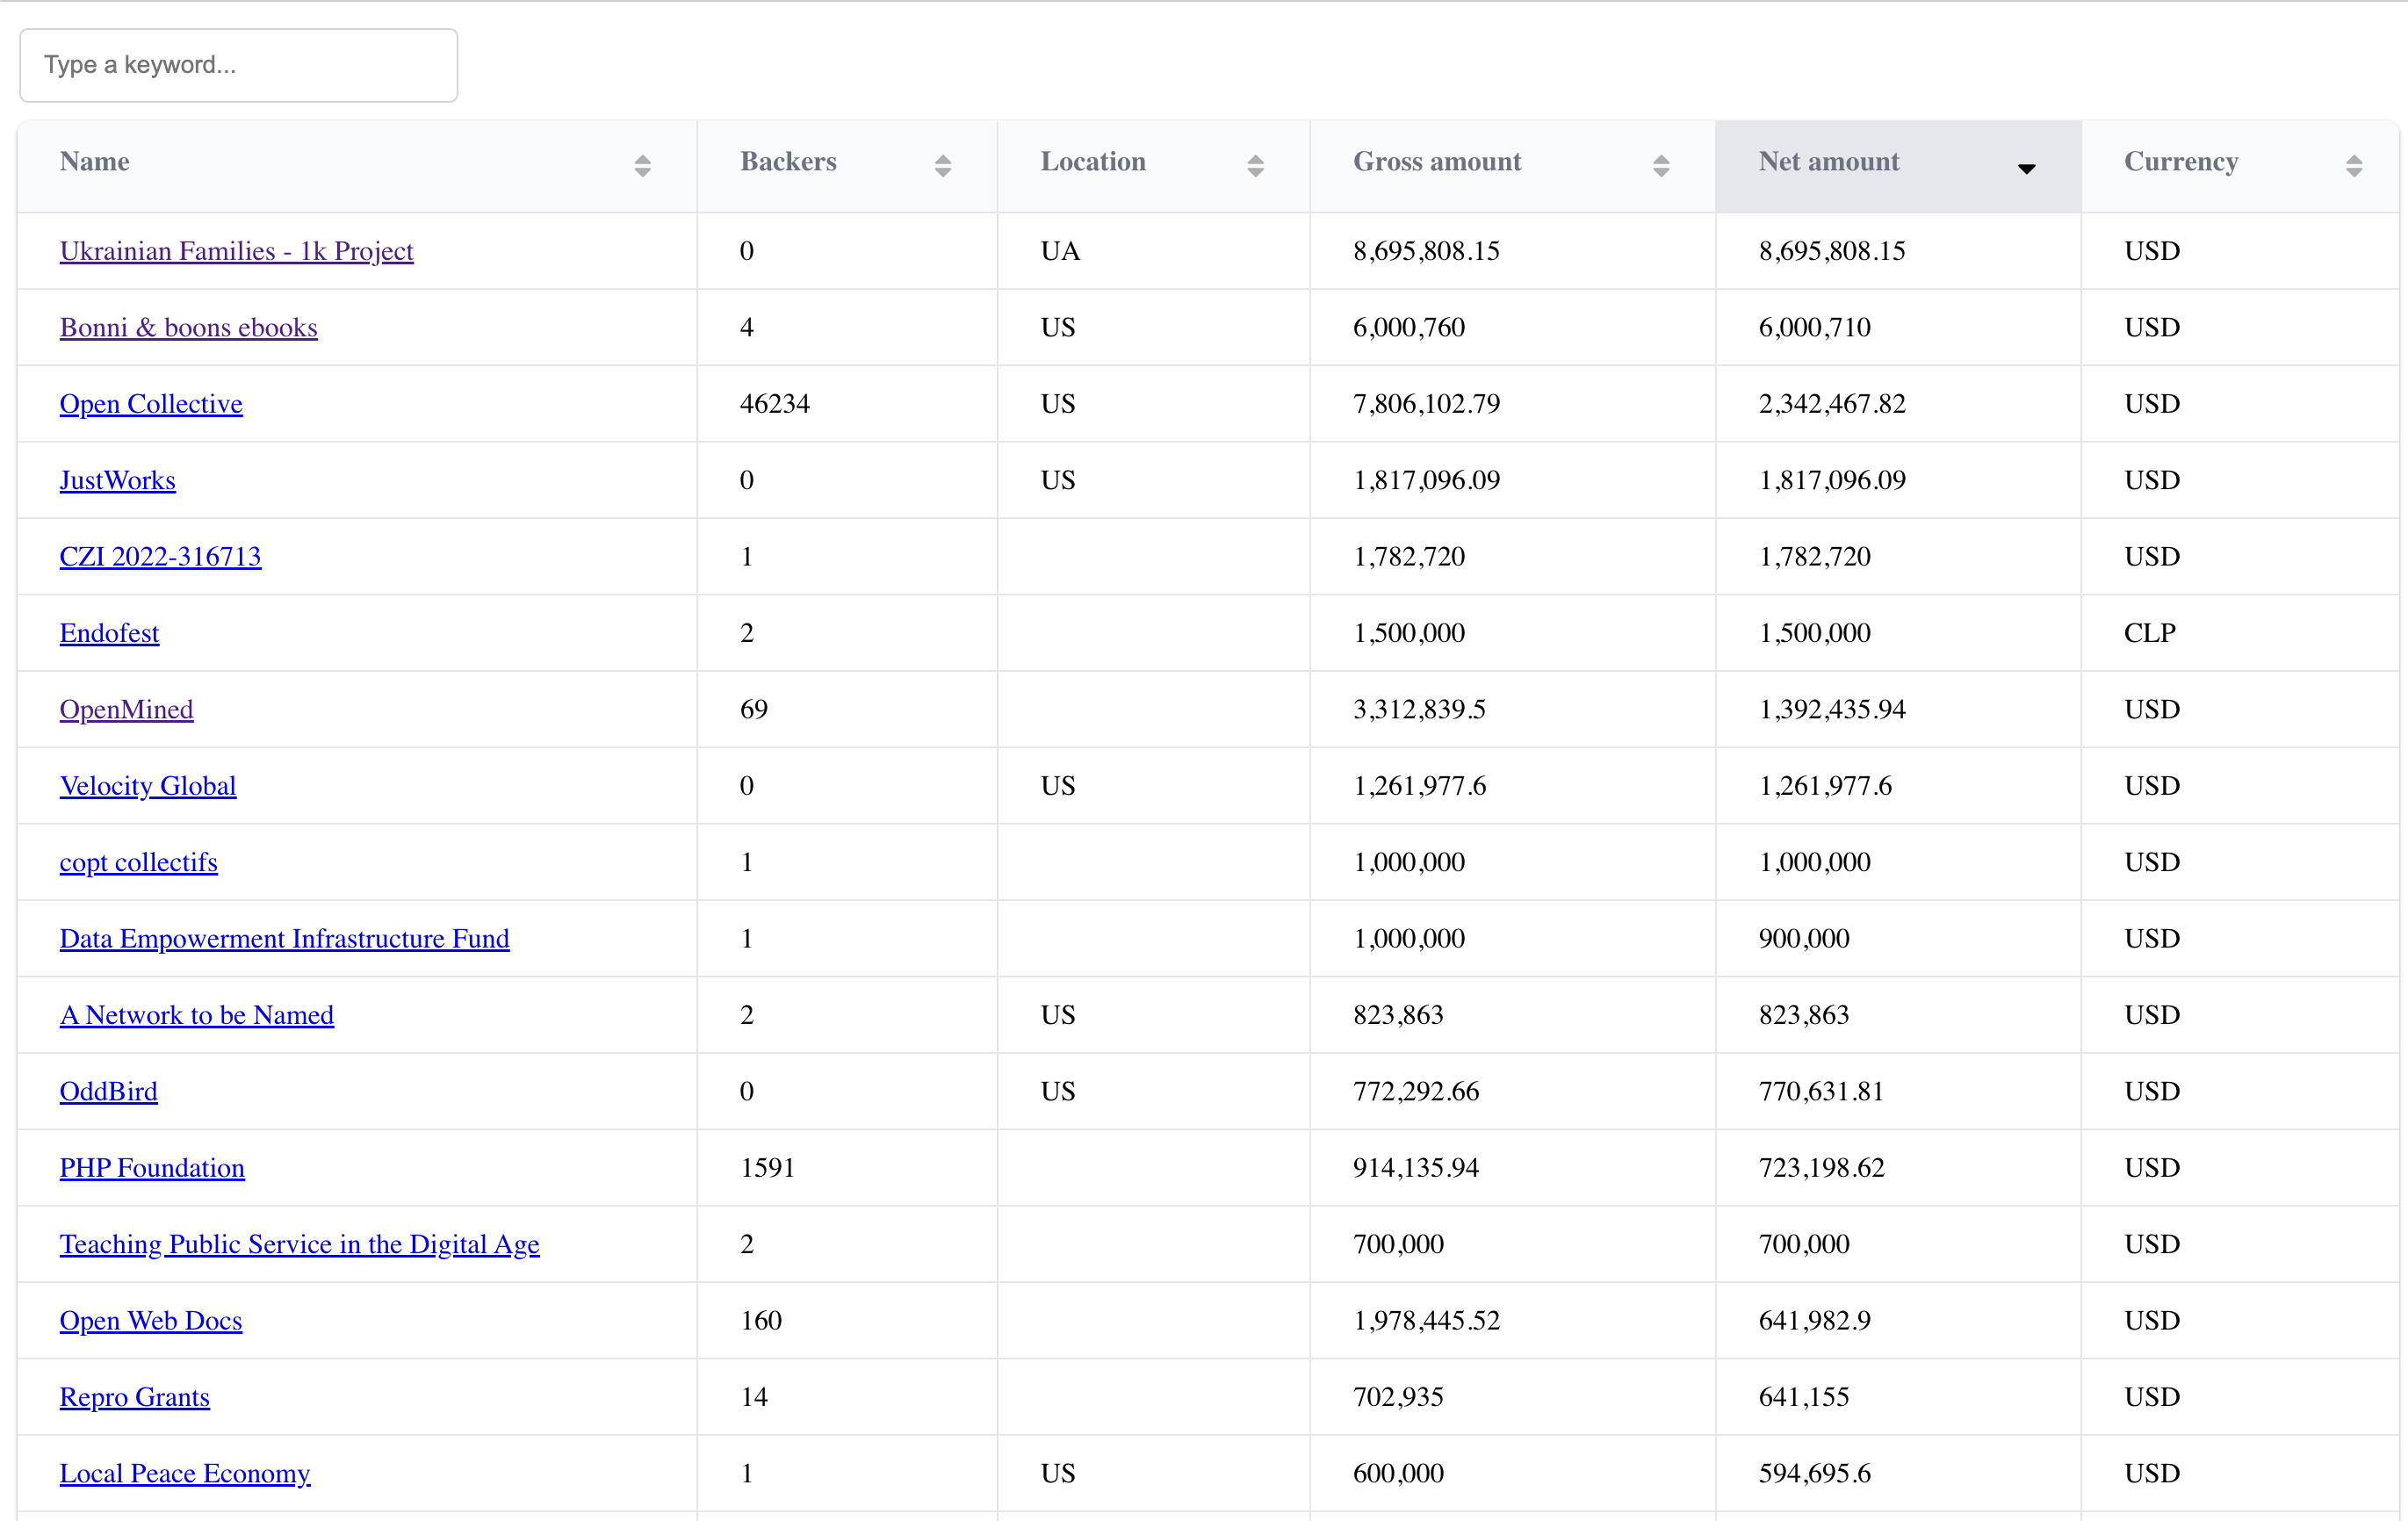 Type a keyword...
Name Backers Location Gross amount Net amount Currency
Ukrainian Families - 1k Project 0 UA 8,695,808.15 8,695,808.15 USD
Bonni & boons ebooks 4 US 6,000,760 6,000,710 USD
Open Collective 46234 US 7,806,102.79 2,342,467.82 USD
JustWorks 0 US 1,817,096.09 1,817,096.09 USD
CZI 2022-316713 1 1,782,720 1,782,720 USD
Endofest 2 1,500,000 1,500,000 CLP
OpenMined 69 3,312,839.5 1,392,435.94 USD
Velocity Global 0 US 1,261,977.6 1,261,977.6 USD
copt collectifs 1 1,000,000 1,000,000 USD
Data Empowerment Infrastructure Fund 1 1,000,000 900,000 USD
A Network to be Named 2 US 823,863 823,863 USD
OddBird 0 US 772,292.66 770,631.81 USD
PHP Foundation 1591 914,135.94 723,198.62 USD
Teaching Public Service in the Digital Age 2 700,000 700,000 USD
Open Web Docs 160 1,978,445.52 641,982.9 USD
Repro Grants 14 702,935 641,155 USD
Local Peace Economy 1 US 600,000 594,695.6 USD